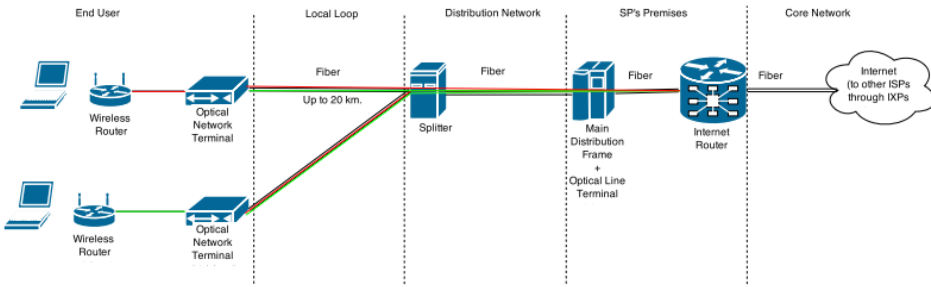 End User
Local Loop
Distribution Network
SP's Premises
Core Network
Fiber
Fiber
Fiber
Fiber
Up to 20 km.
Internet
(to other ISPs
through IXPs
Wireless
Router
Optical
Network
Terminal
Splitter
Main
Distribution
Frame
+
Optical Line
Terminal
Internet
Router
Wireless
Router
Optical
Network
Terminal